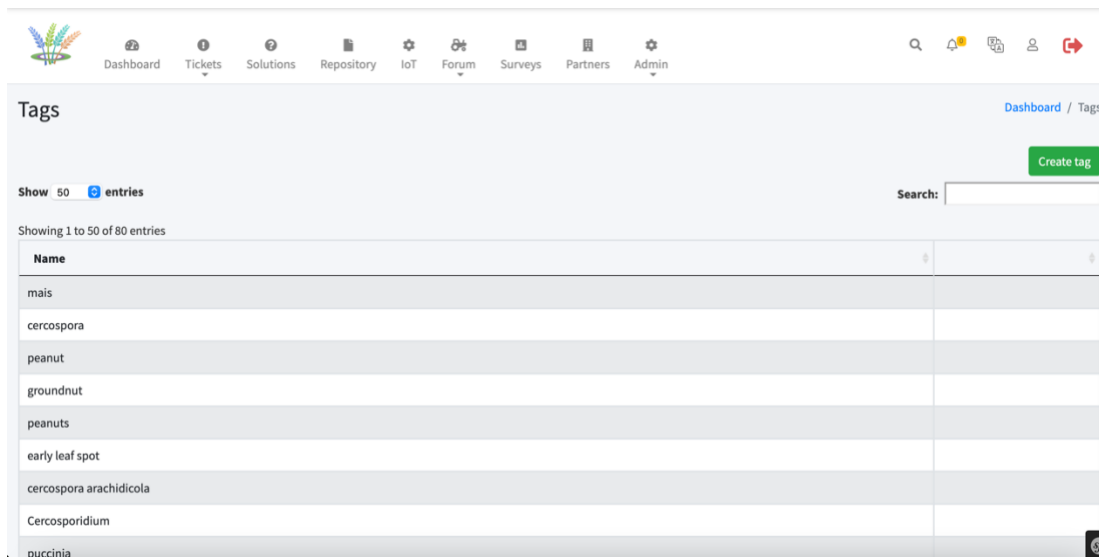 Dashboard Tickets Solutions Repository IoT Forum Surveys Partners Admin 0
Tags
Dashboard / Tags
Create tag
Show 50 entries
Search:
Showing 1 to 50 of 80 entries
Name
mais
cercospora
peanut
groundnut
peanuts
early leaf spot
cercospora arachidicola
Cercosporidium
puccinia